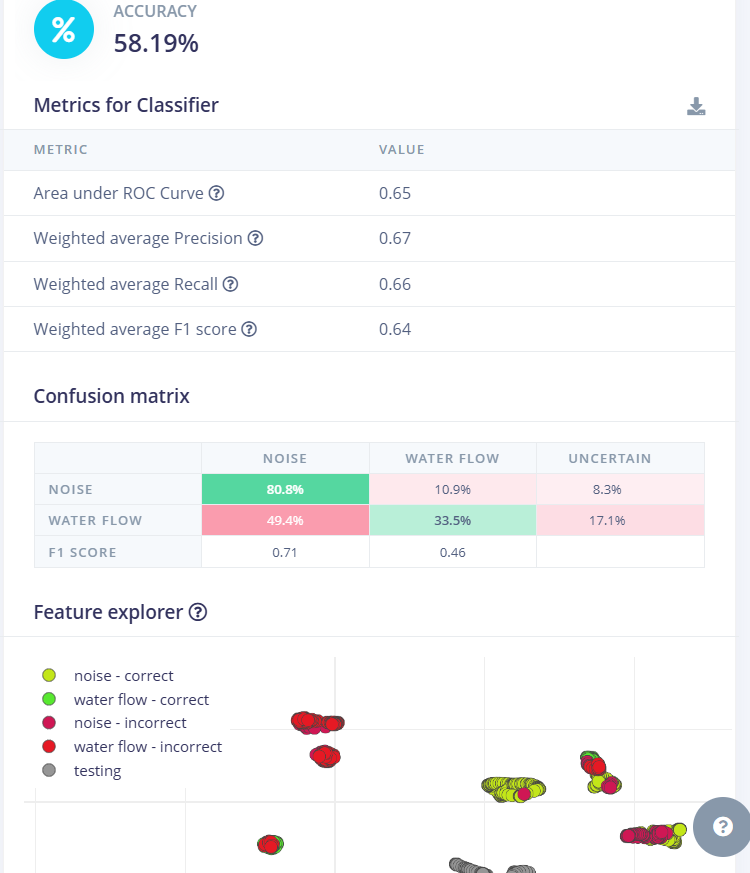 %
ACCURACY
58.19%
Metrics for Classifier
METRIC VALUE
Area under ROC Curve ? 0.65
Weighted average Precision ? 0.67
Weighted average Recall ? 0.66
Weighted average F1 score ? 0.64
Confusion matrix
NOISE WATER FLOW UNCERTAIN
NOISE 80.8% 10.9% 8.3%
WATER FLOW 49.4% 33.5% 17.1%
F1 SCORE 0.71 0.46
Feature explorer ?
noise - correct
water flow - correct
noise - incorrect
water flow - incorrect
testing
?